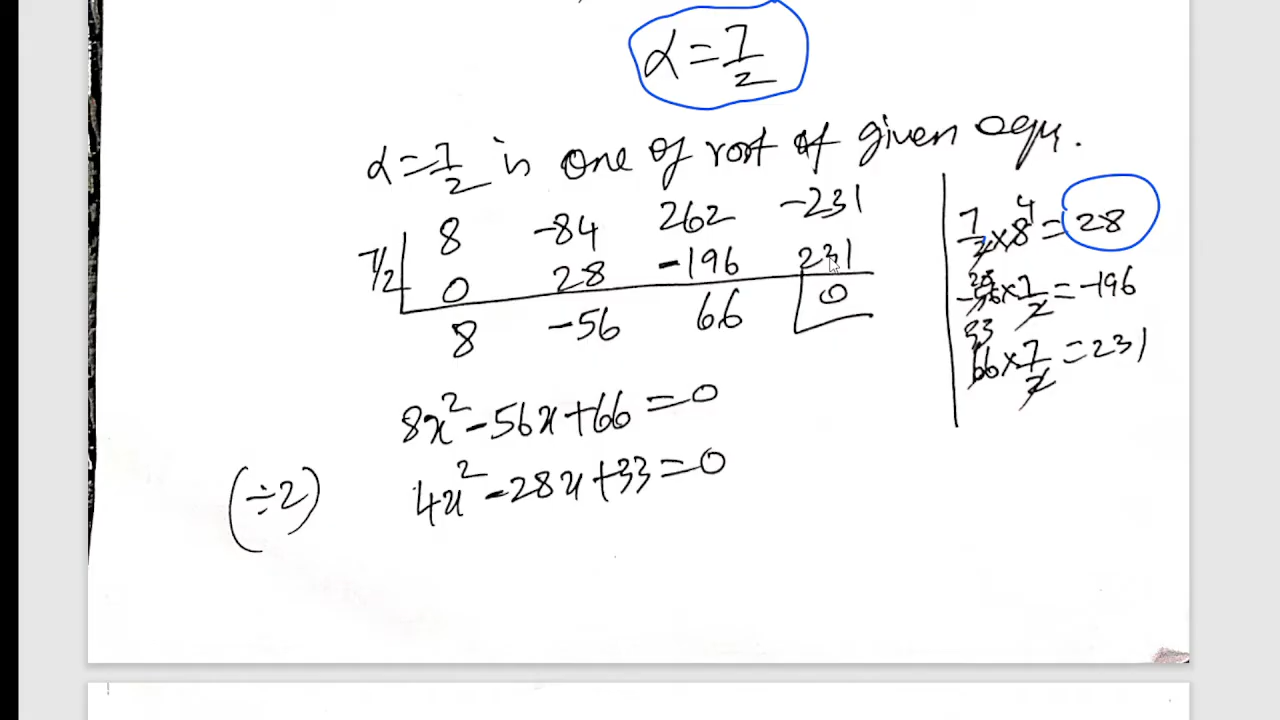 α = 7/2
α = 7/2 is one of root of given equ.
8 -84 262 -231
7/2 | 0 28 -196 231
8 -56 66 0
8x² - 56x + 66 = 0
(÷2) 4x² - 28x + 33 = 0
7/2 × 8 4 = 28
28 -56 × 7/2 = -196
33 66 × 7/2 = 231